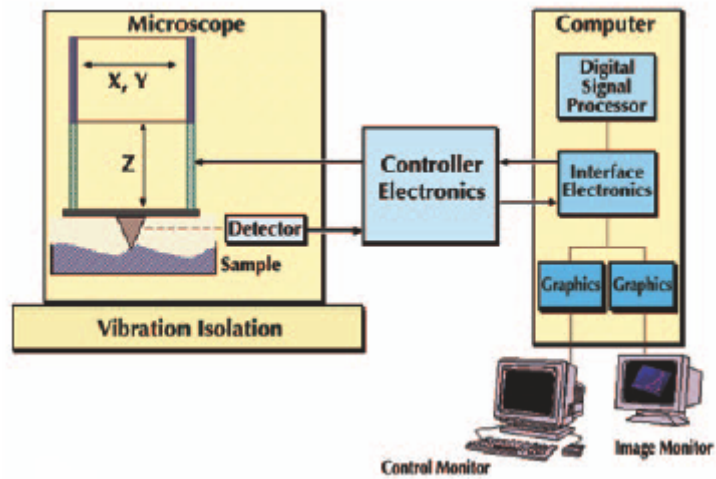 Microscope
X, Y
Z
Detector
Sample
Vibration Isolation
Controller
Electronics
Computer
Digital
Signal
Processor
Interface
Electronics
Graphics
Graphics
Control Monitor
Image Monitor